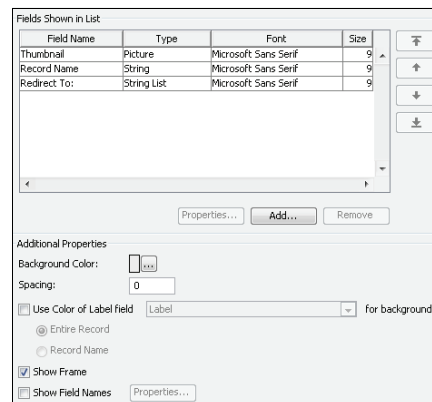 Fields Shown in List
Field Name Type Font Size
Thumbnail Picture Microsoft Sans Serif 9
Record Name String Microsoft Sans Serif 9
Redirect To: String List Microsoft Sans Serif 9
Properties... Add... Remove
Additional Properties
Background Color: ...
Spacing: 0
Use Color of Label field Label for background
Entire Record
Record Name
Show Frame
Show Field Names Properties...